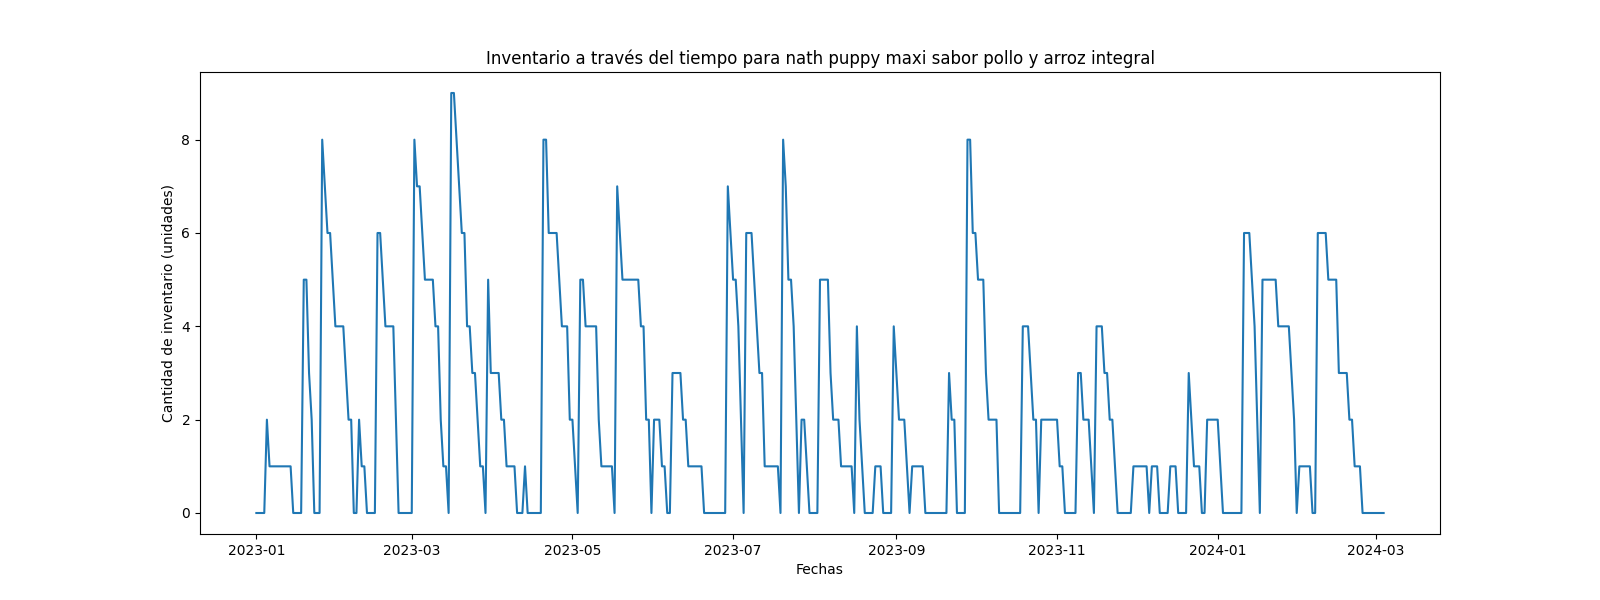 Inventario a través del tiempo para nath puppy maxi sabor pollo y arroz integral
Cantidad de inventario (unidades)
8
6
4
2
0
2023-01 2023-03 2023-05 2023-07 2023-09 2023-11 2024-01 2024-03
Fechas